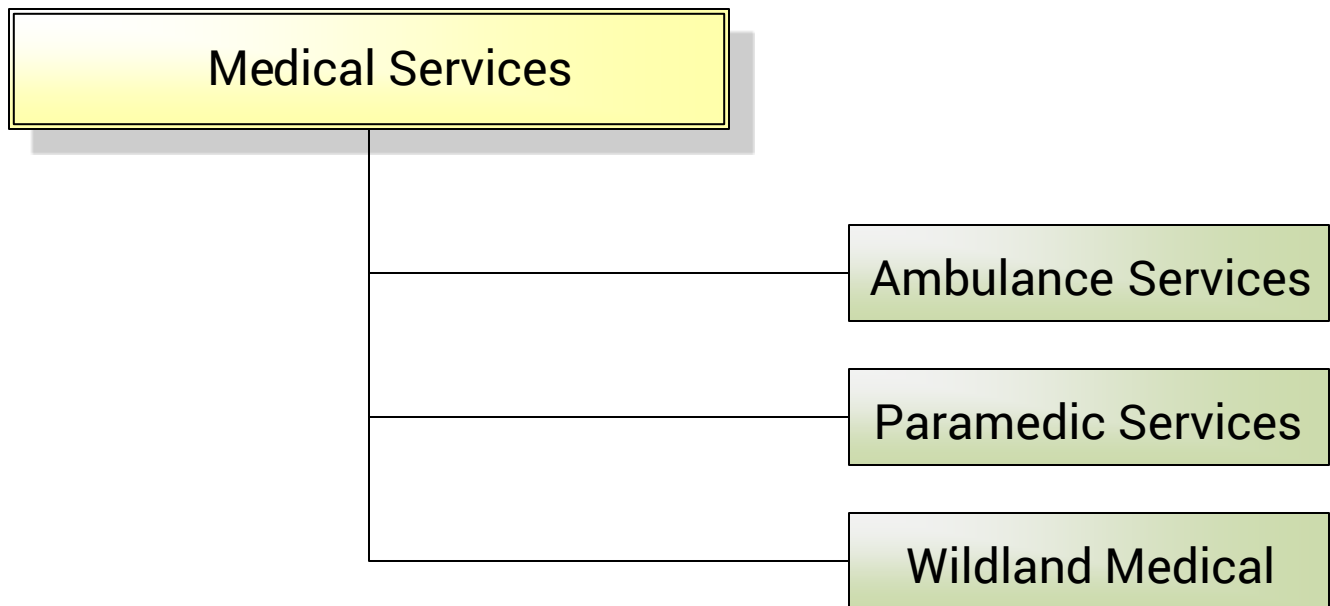 Medical Services
Ambulance Services
Paramedic Services
Wildland Medical